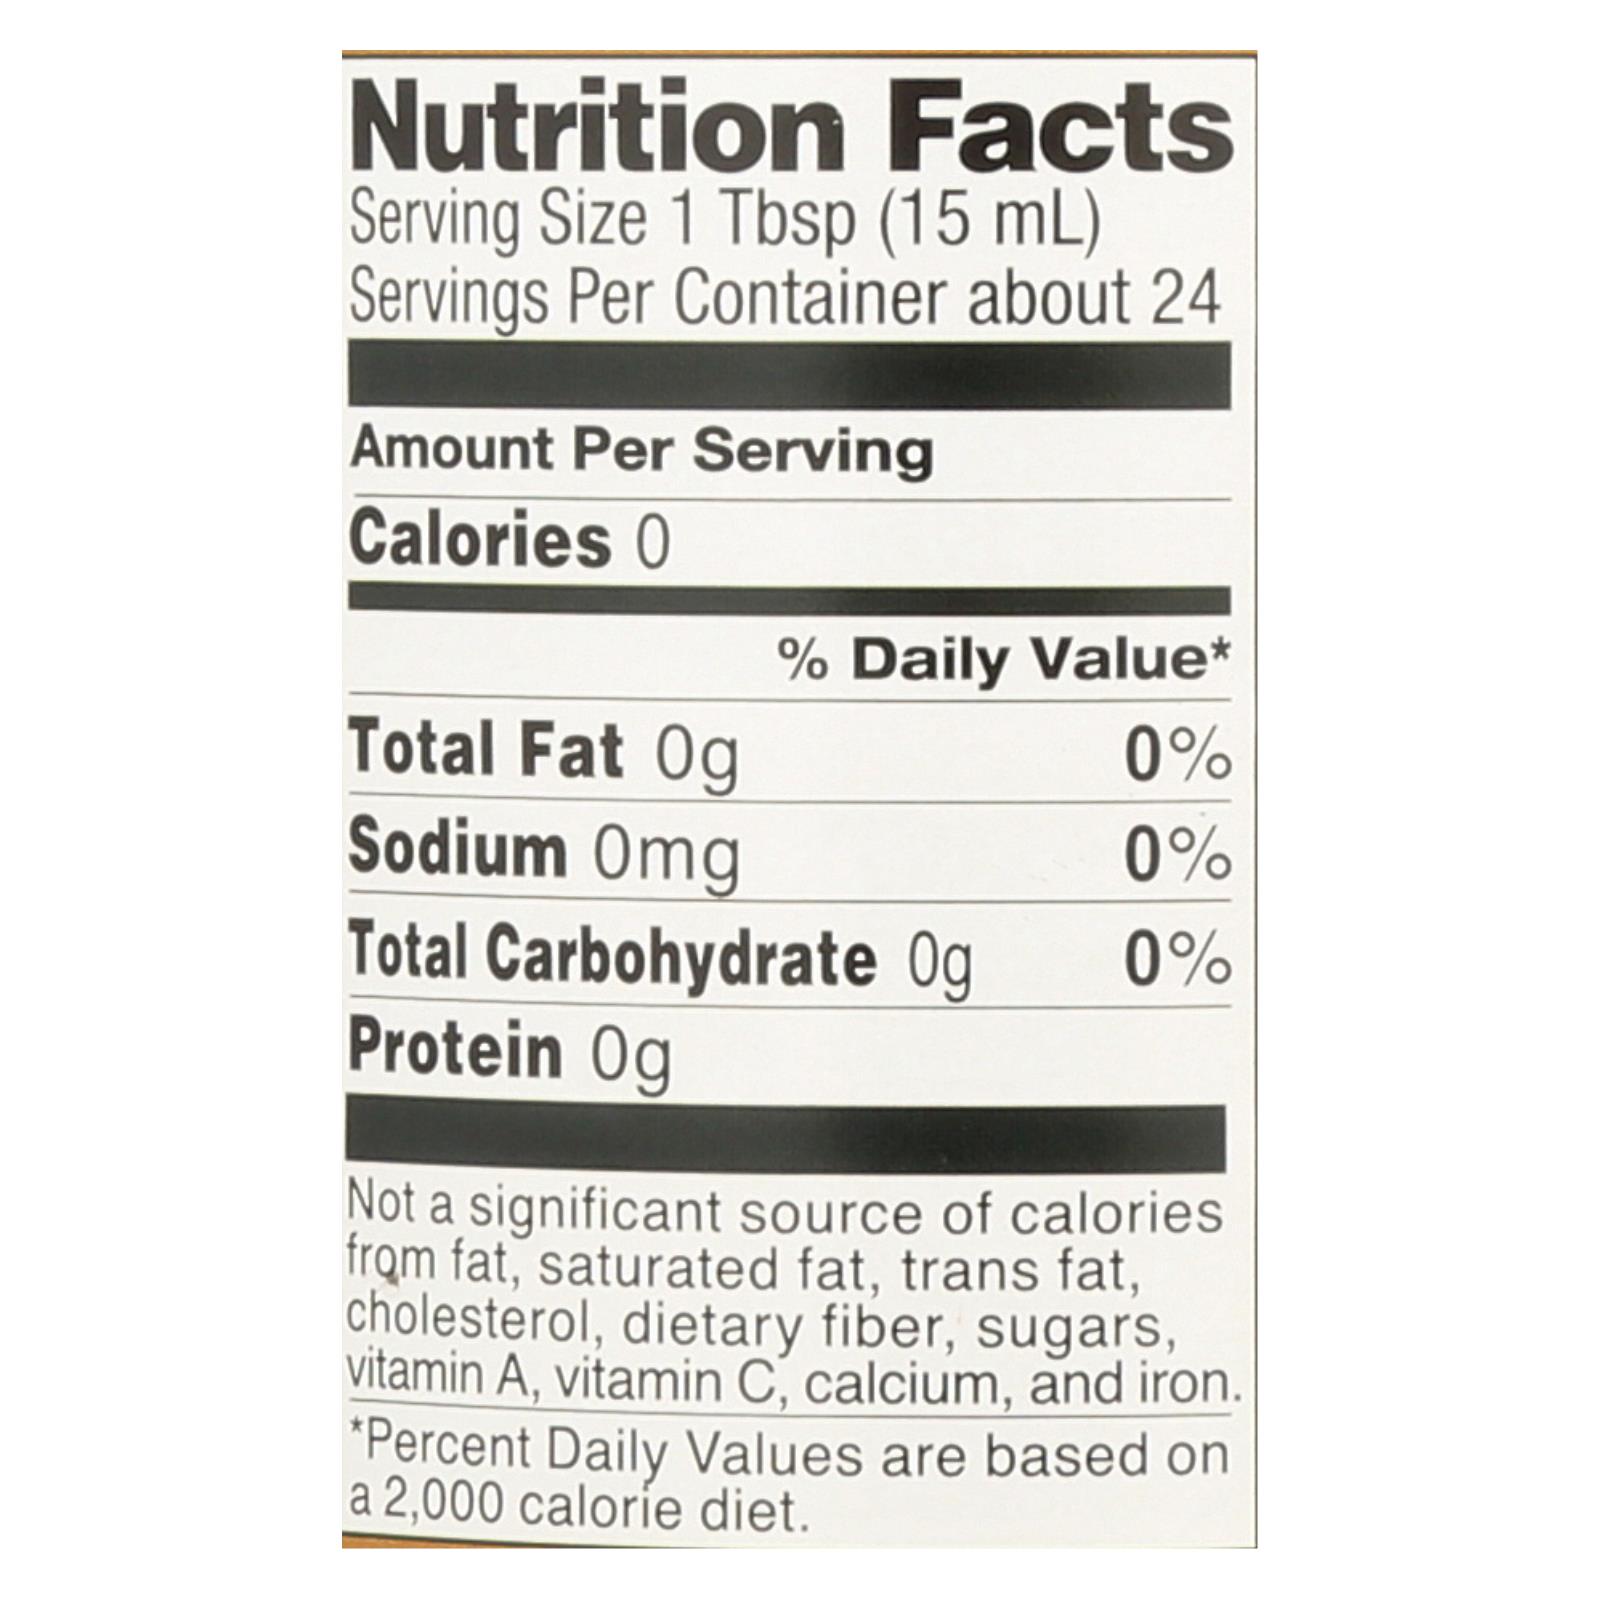 Nutrition Facts
Serving Size 1 Tbsp (15 mL)
Servings Per Container about 24
Amount Per Serving
Calories 0
% Daily Value*
Total Fat 0g 0%
Sodium 0mg 0%
Total Carbohydrate 0g 0%
Protein 0g
Not a significant source of calories
from fat, saturated fat, trans fat,
cholesterol, dietary fiber, sugars,
vitamin A, vitamin C, calcium, and iron.
*Percent Daily Values are based on
a 2,000 calorie diet.